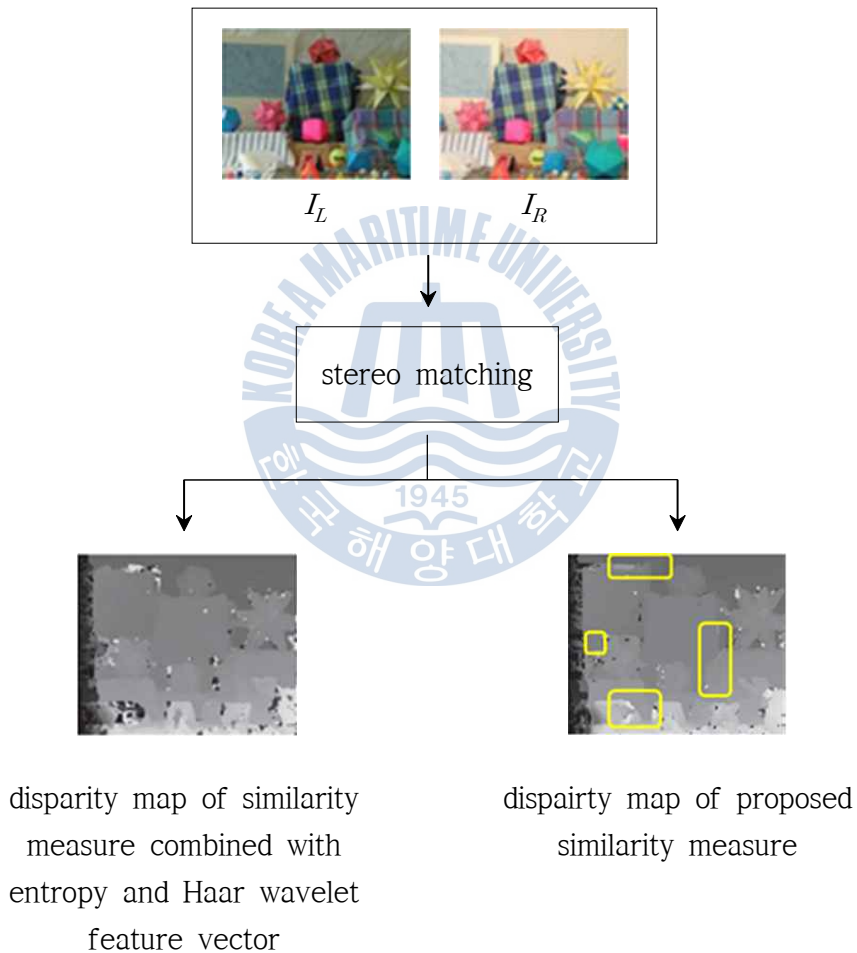 I_L
I_R
KOREA MARITIME UNIVERSITY
stereo matching
1945
한국해양대학교
disparity map of similarity
measure combined with
entropy and Haar wavelet
feature vector
dispairty map of proposed
similarity measure